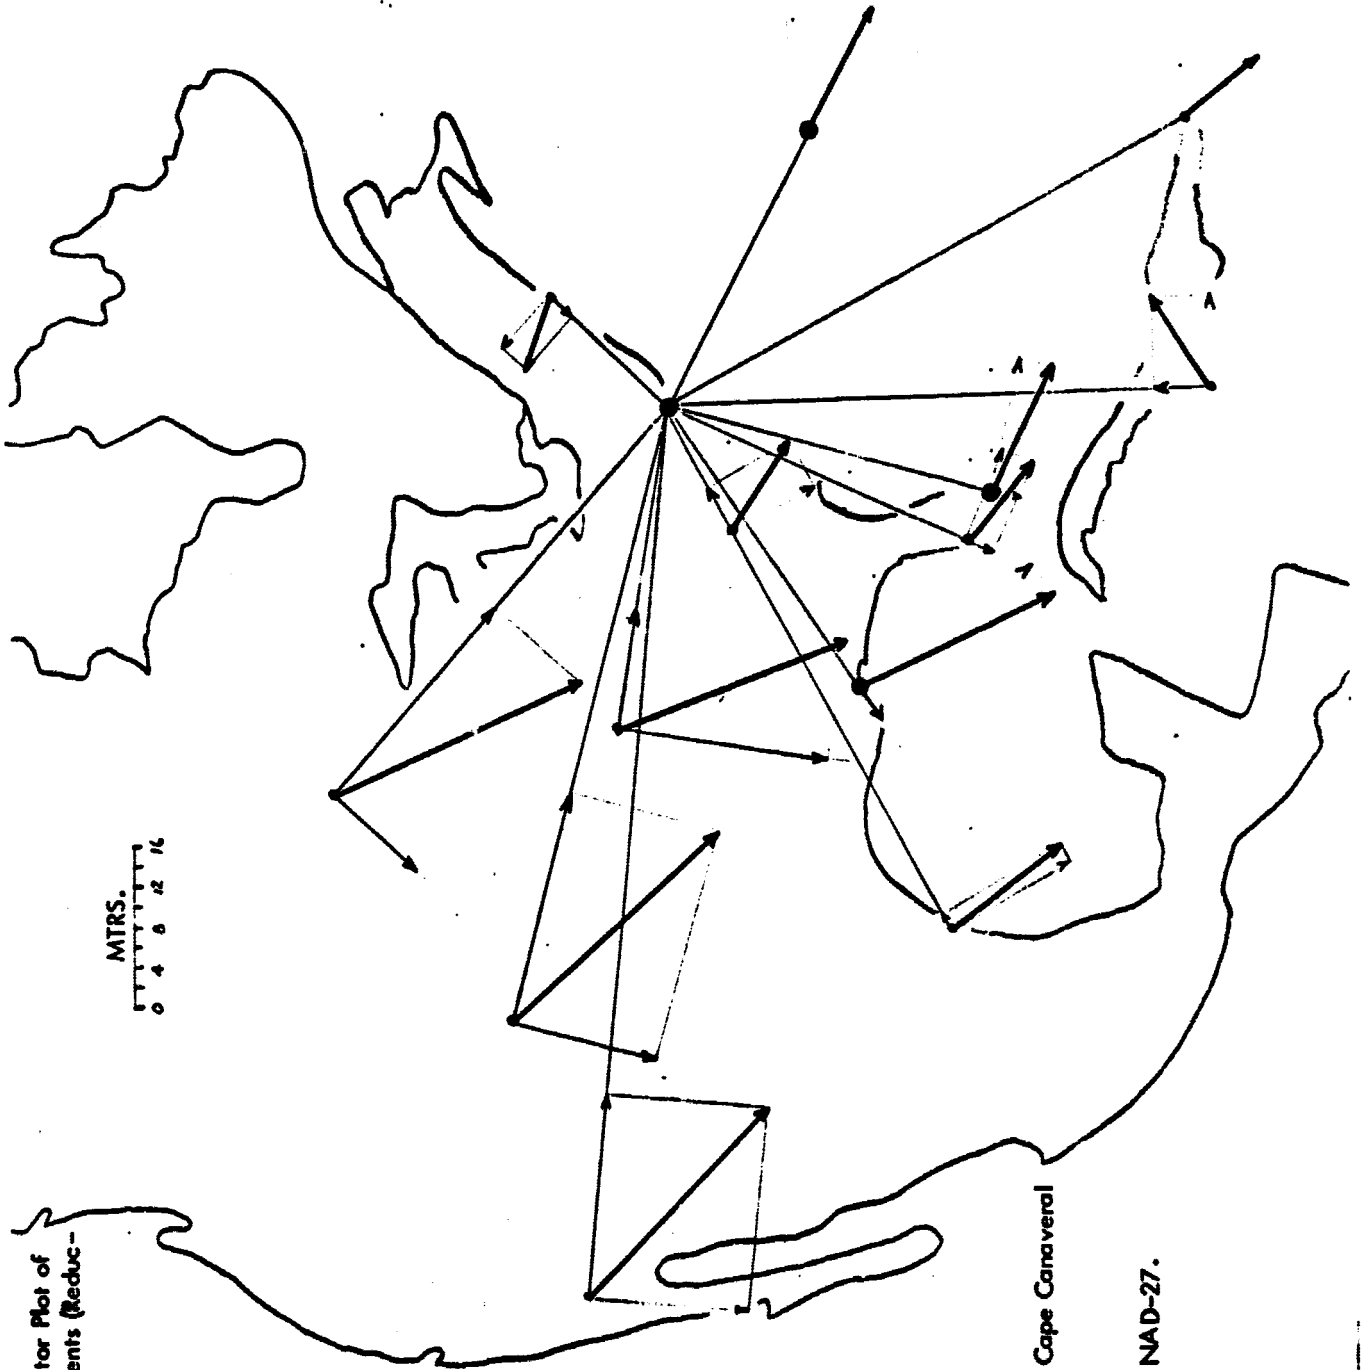 tor Plot of
ents (Reduc-
MTRS.
0 4 8 12 16
Cape Canaveral
NAD-27.